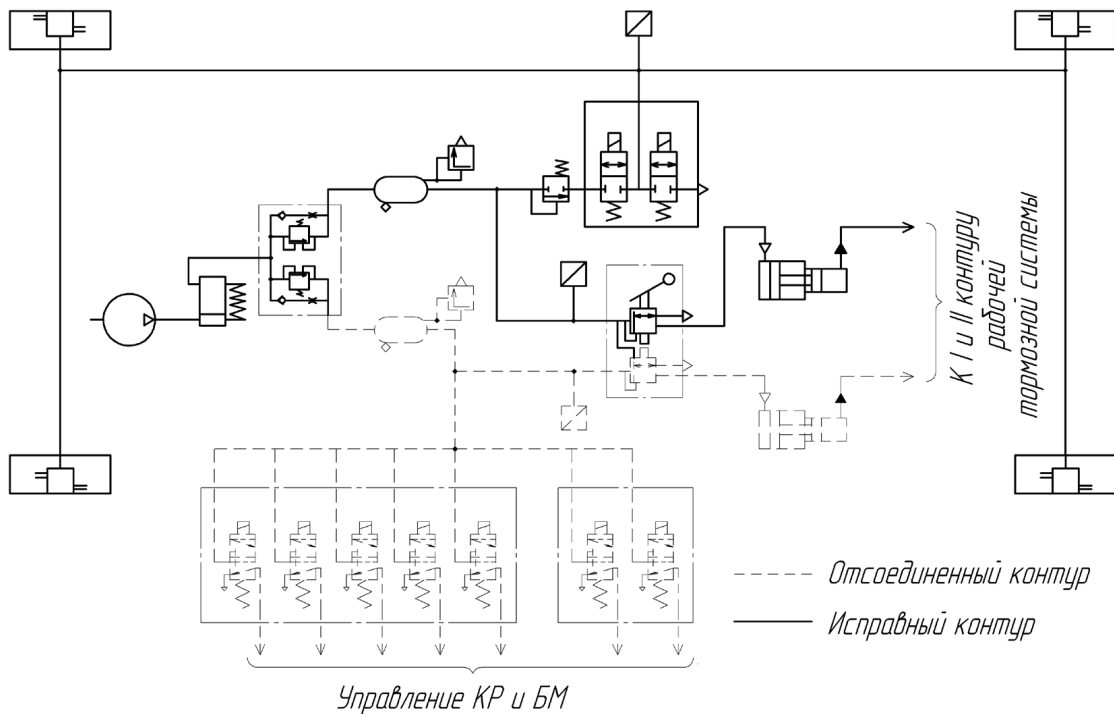 К I и II контуру
рабочей
тормозной системы
Отсоединенный контур
Исправный контур
Управление КР и БМ